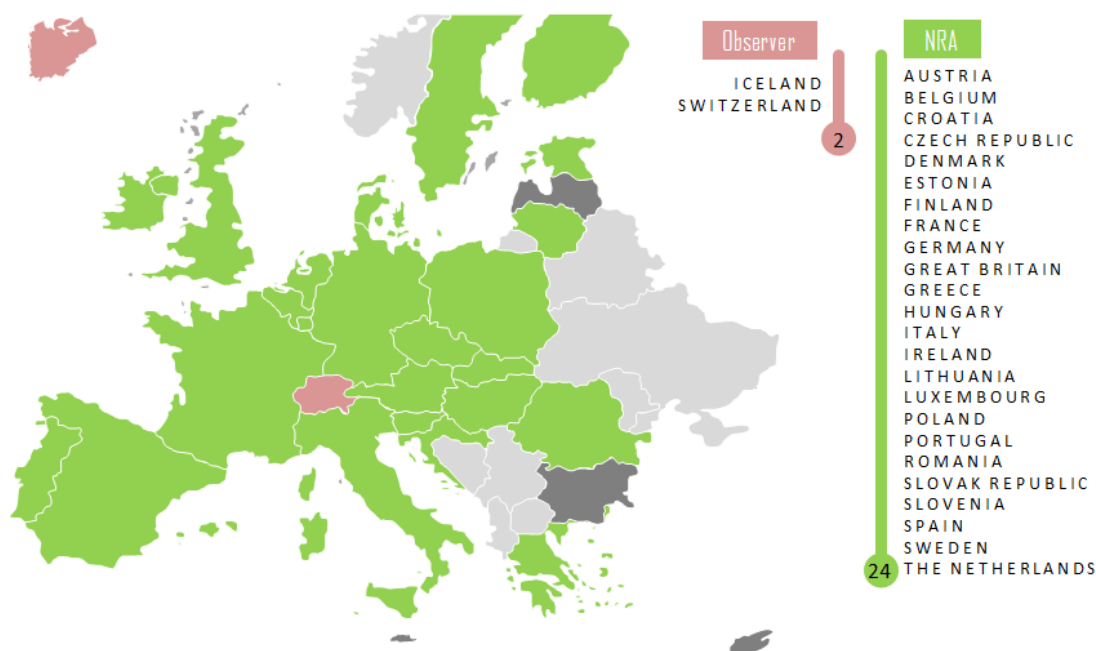 Observer
ICELAND
SWITZERLAND
2
NRA
AUSTRIA
BELGIUM
CROATIA
CZECH REPUBLIC
DENMARK
ESTONIA
FINLAND
FRANCE
GERMANY
GREAT BRITAIN
GREECE
HUNGARY
ITALY
IRELAND
LITHUANIA
LUXEMBOURG
POLAND
PORTUGAL
ROMANIA
SLOVAK REPUBLIC
SLOVENIA
SPAIN
SWEDEN
24 THE NETHERLANDS